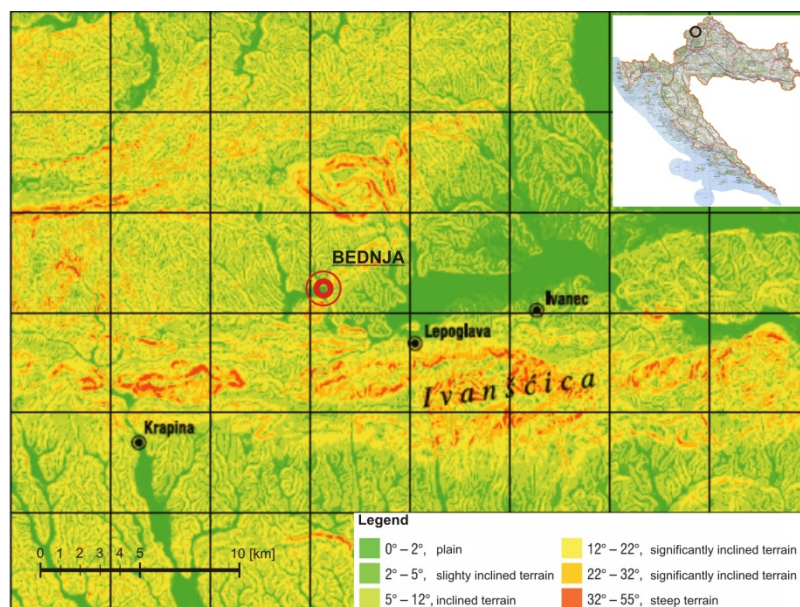 BEDNJA
Ivanec
Lepoglava
Ivanščica
Krapina
0 1 2 3 4 5 10 [km]
Legend
0° – 2°, plain
2° – 5°, slighty inclined terrain
5° – 12°, inclined terrain
12° – 22°, significantly inclined terrain
22° – 32°, significantly inclined terrain
32° – 55°, steep terrain